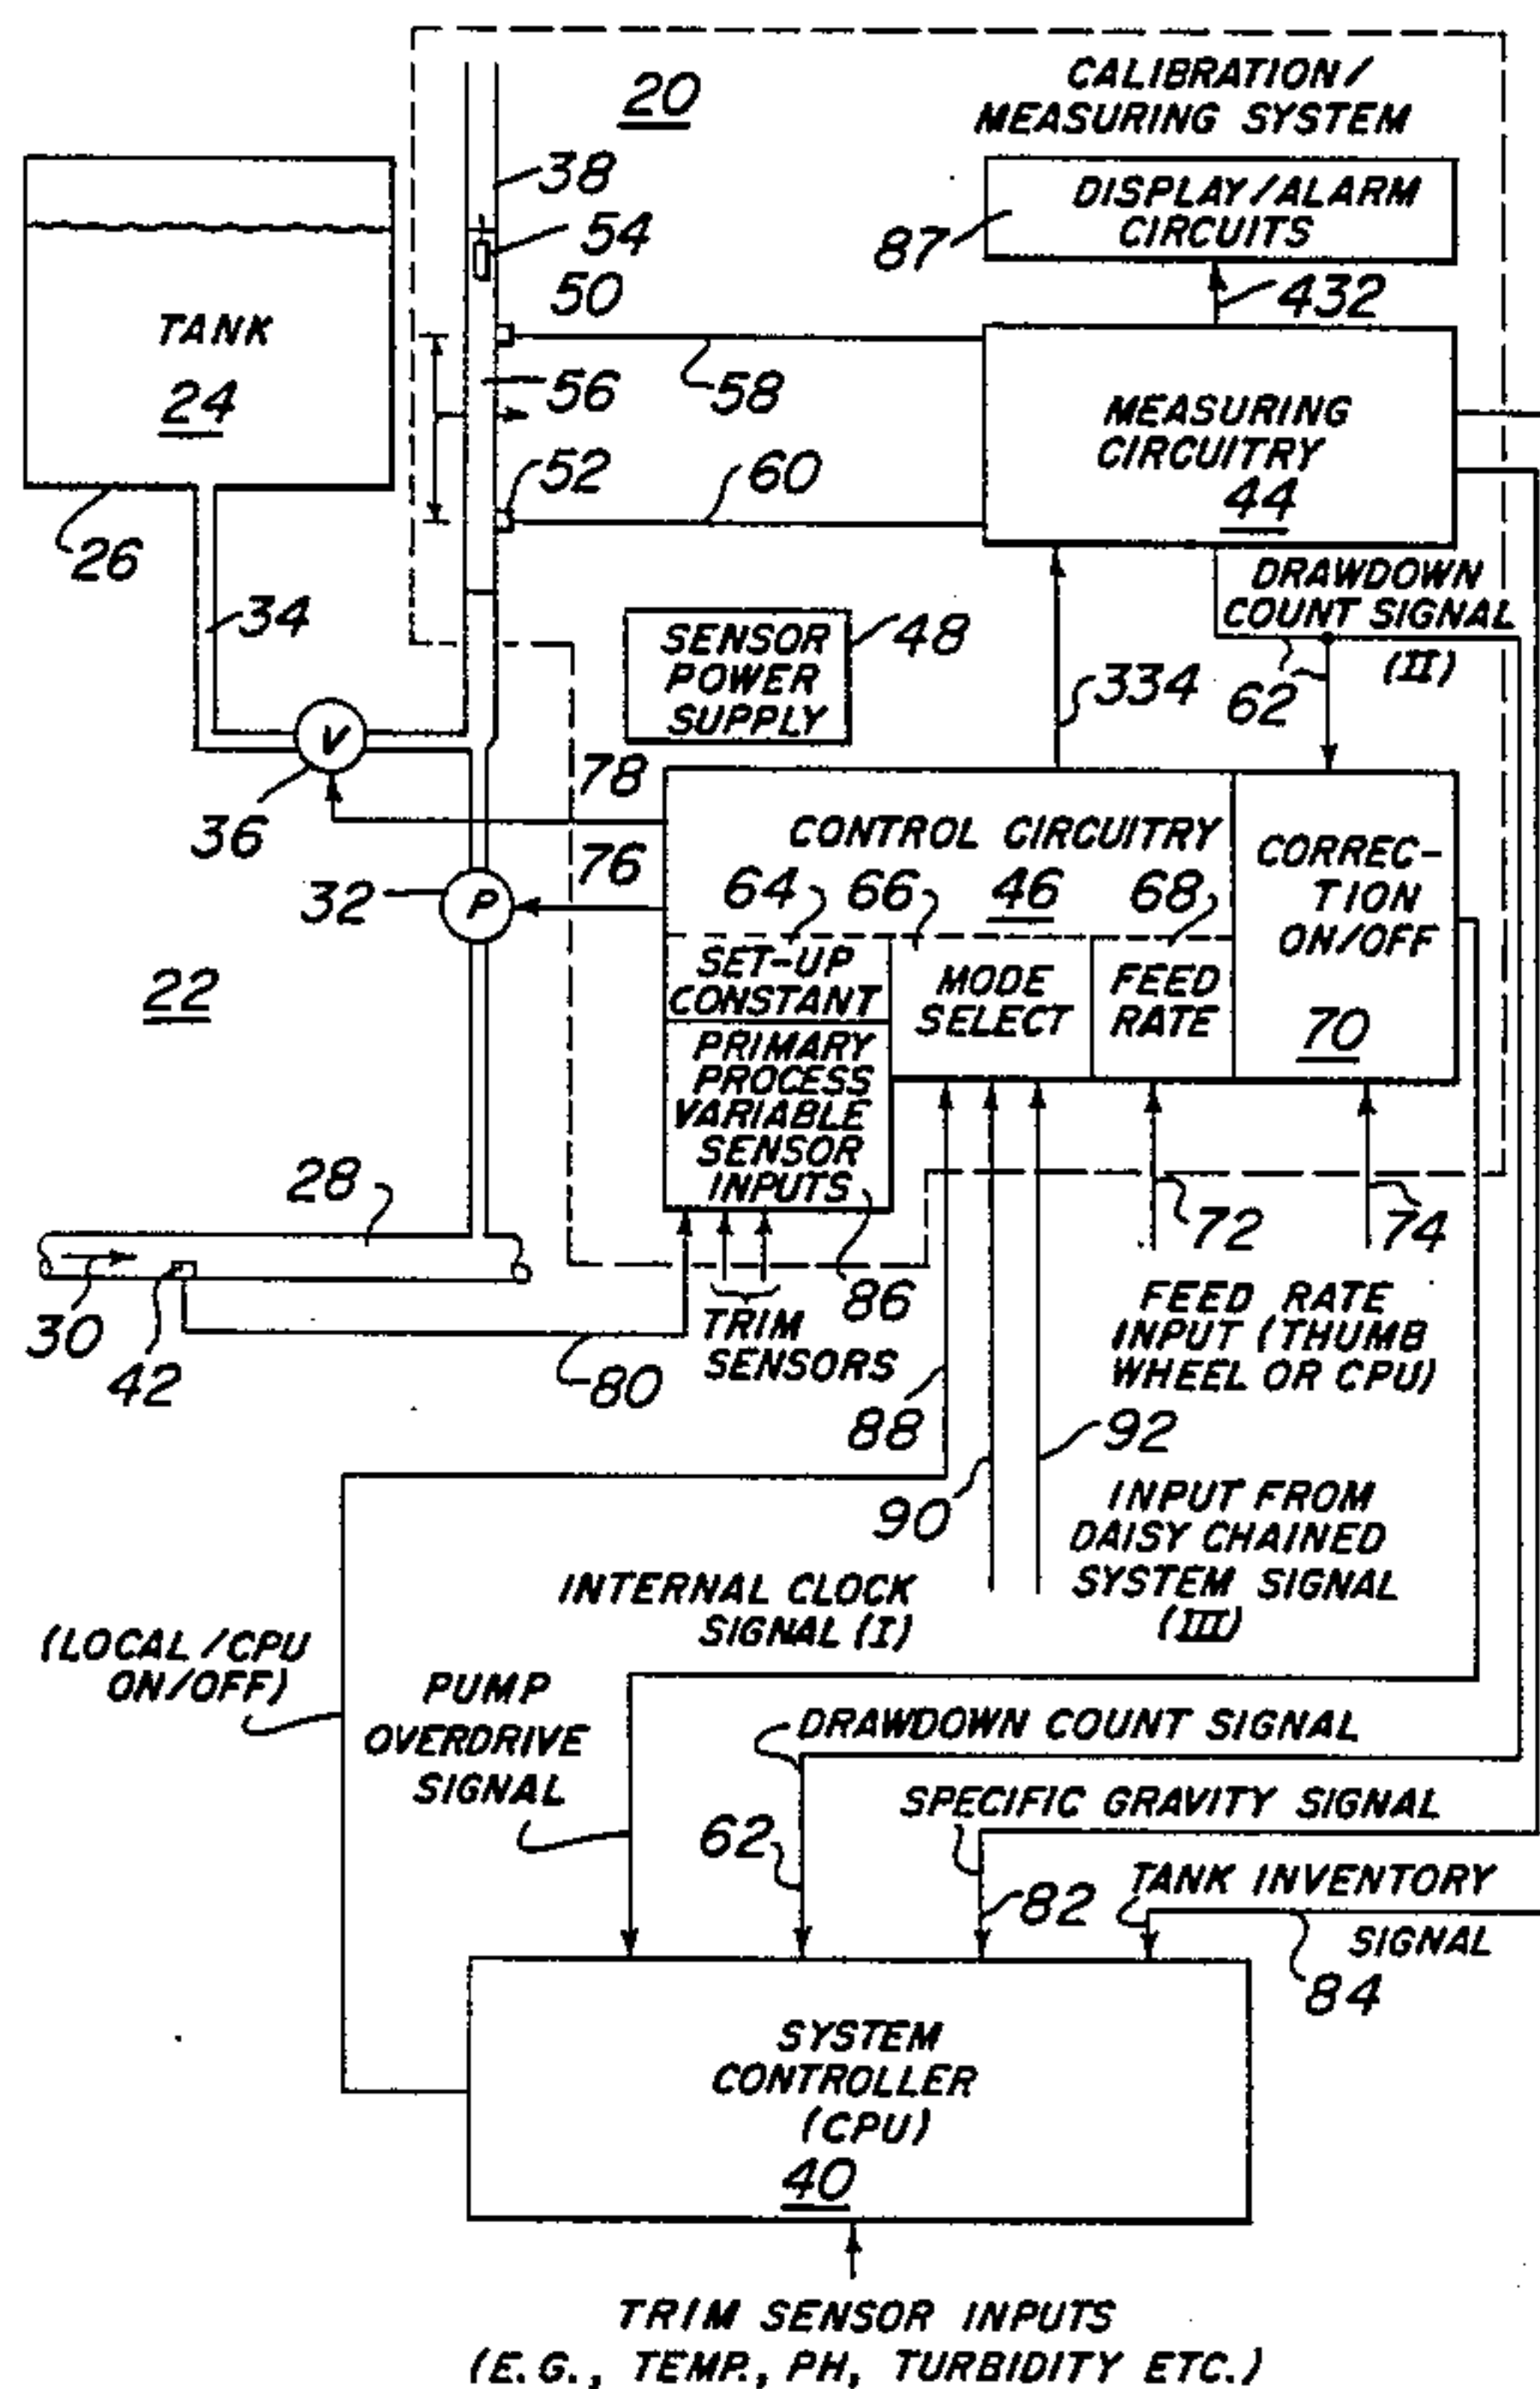 20
CALIBRATION/
MEASURING SYSTEM
38
54
DISPLAY/ALARM
CIRCUITS
87
50
432
TANK
24
56
58
MEASURING
CIRCUITRY
44
52
60
26
34
DRAWDOWN
COUNT SIGNAL
(II)
SENSOR
POWER
SUPPLY
48
334
62
V
78
36
CONTROL CIRCUITRY
46
CORREC-
TION
ON/OFF
70
76
64
66
68
32
P
SET-UP
CONSTANT
MODE
SELECT
FEED
RATE
22
PRIMARY
PROCESS
VARIABLE
SENSOR
INPUTS
28
72
74
30
42
80
TRIM
SENSORS
86
FEED RATE
INPUT (THUMB
WHEEL OR CPU)
88
92
90
INPUT FROM
DAISY CHAINED
SYSTEM SIGNAL
(III)
INTERNAL CLOCK
SIGNAL (I)
(LOCAL/CPU
ON/OFF)
PUMP
OVERDRIVE
SIGNAL
DRAWDOWN COUNT SIGNAL
62
SPECIFIC GRAVITY SIGNAL
82
TANK INVENTORY
SIGNAL
84
SYSTEM
CONTROLLER
(CPU)
40
TRIM SENSOR INPUTS
(E.G., TEMP., PH, TURBIDITY ETC.)